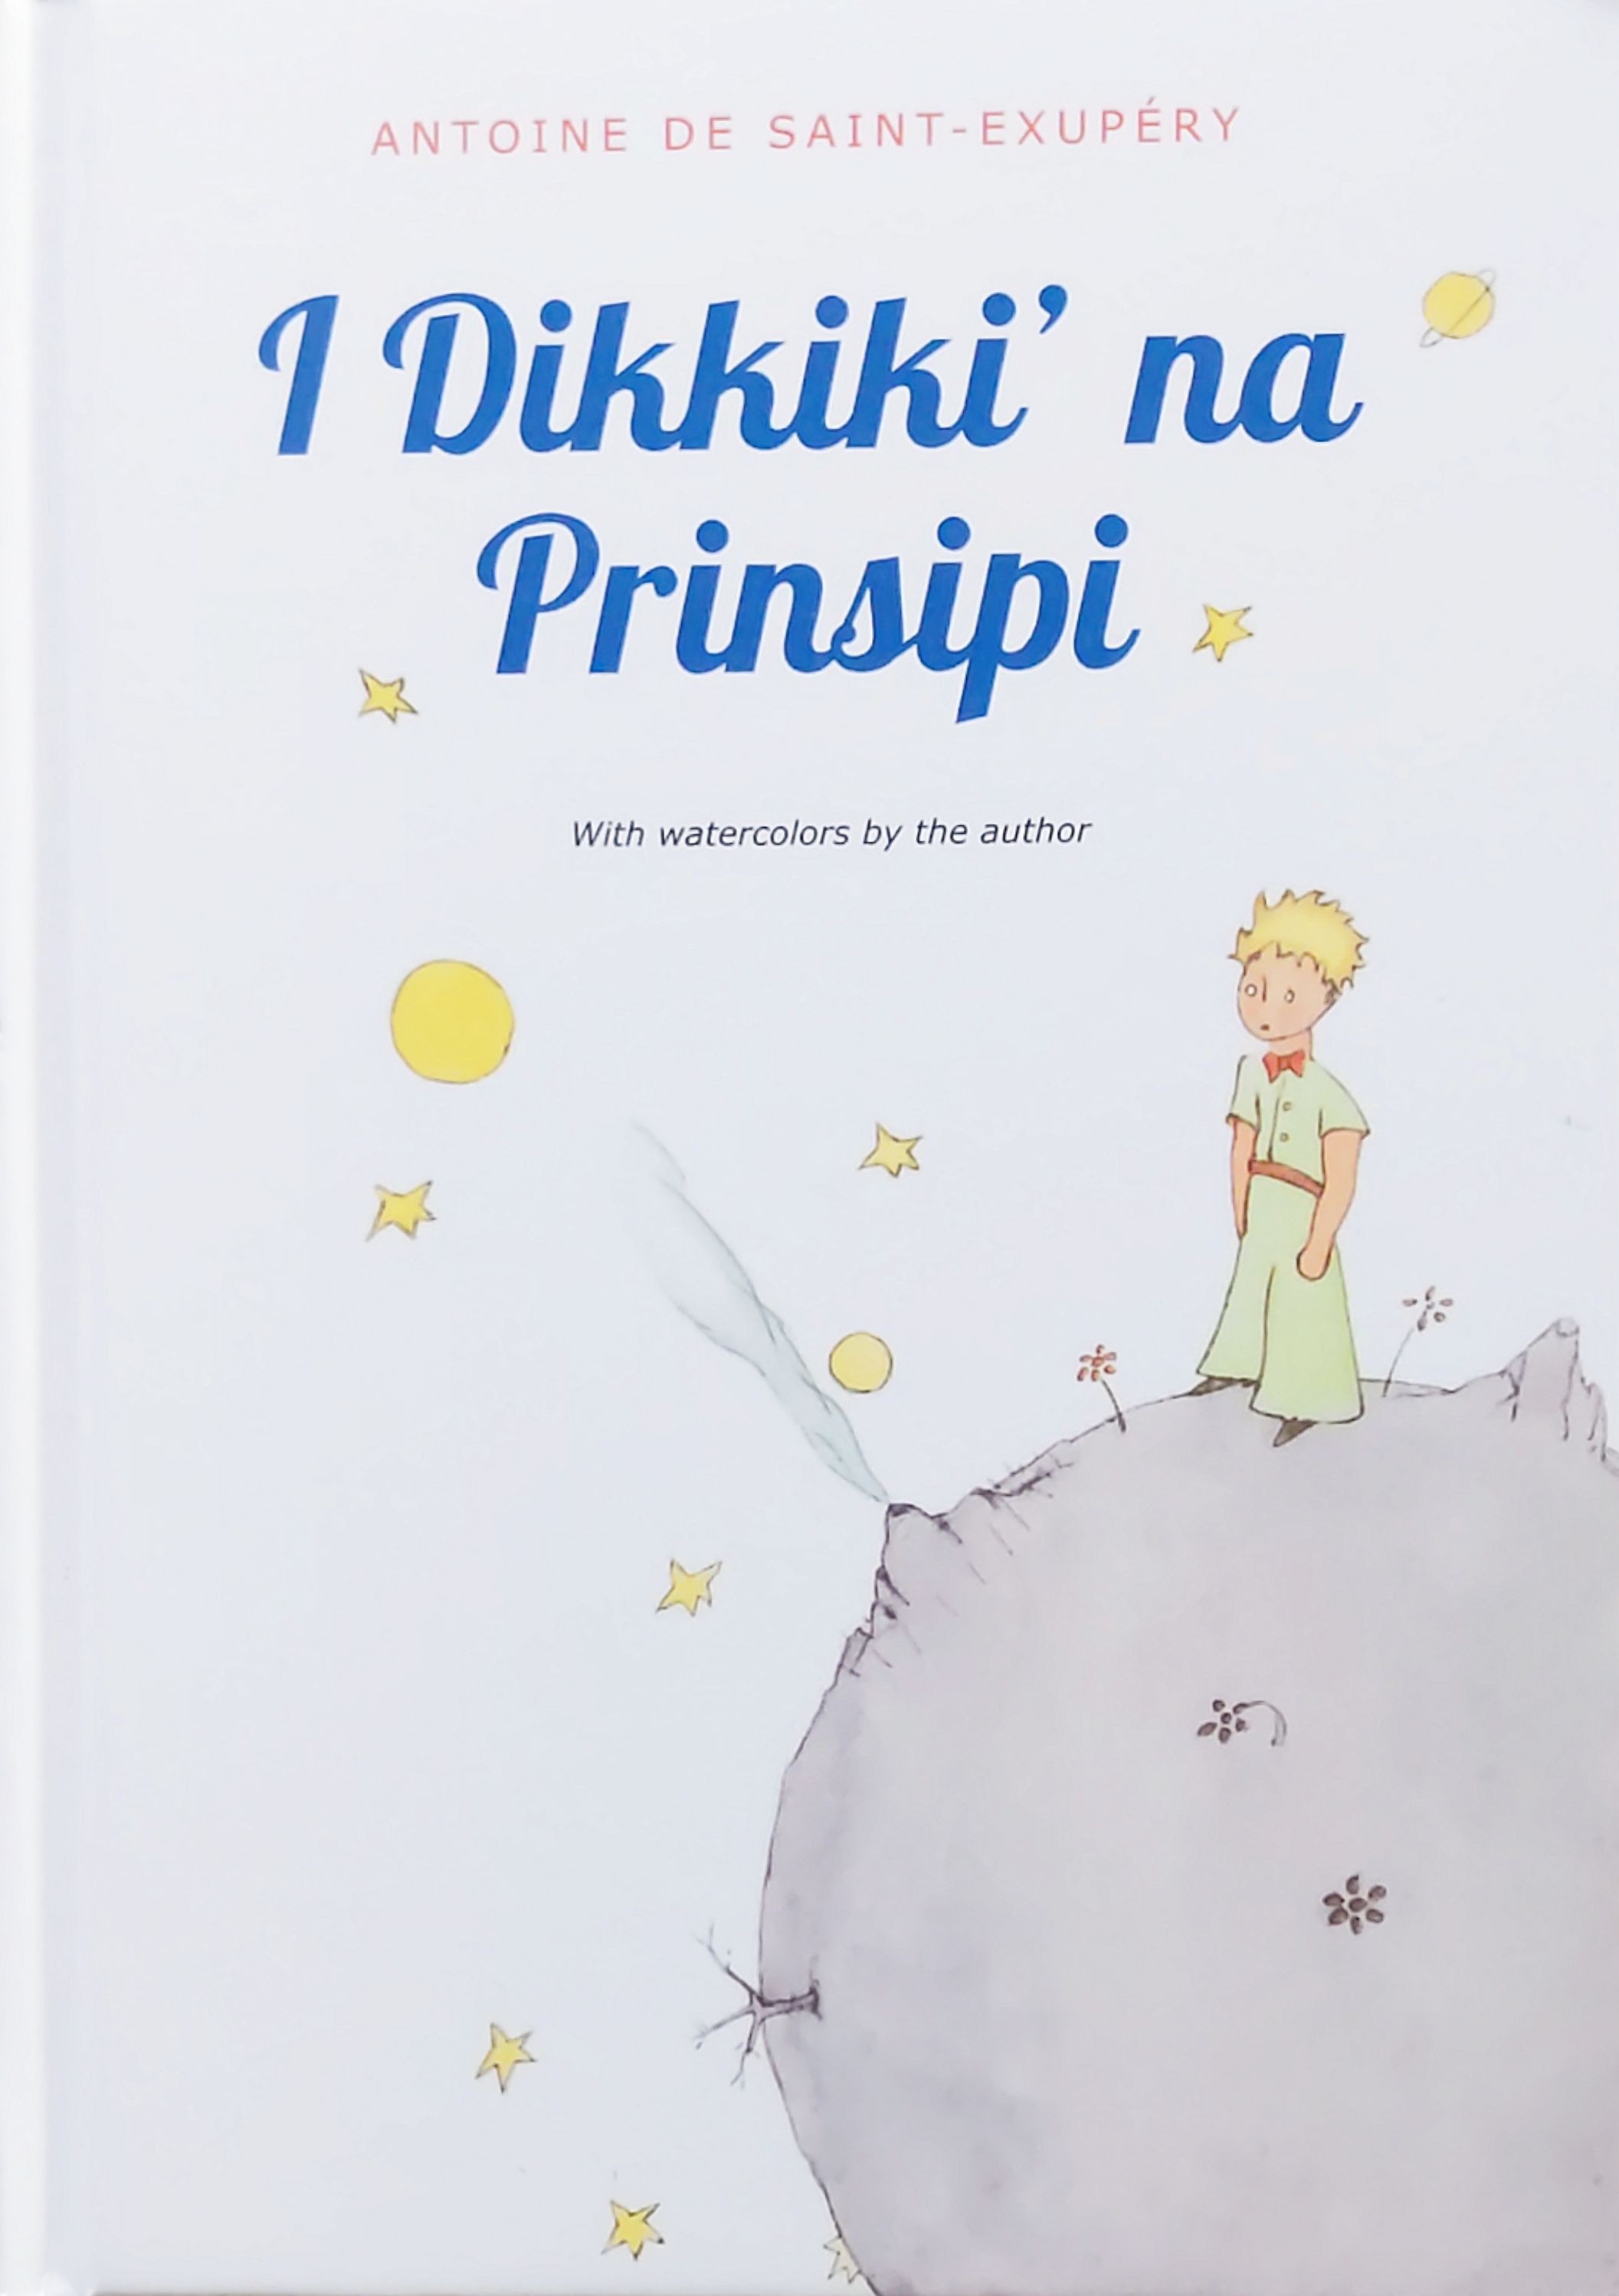 ANTOINE DE SAINT-EXUPÉRY
I Dikkiki’ na
Prinsipi
With watercolors by the author